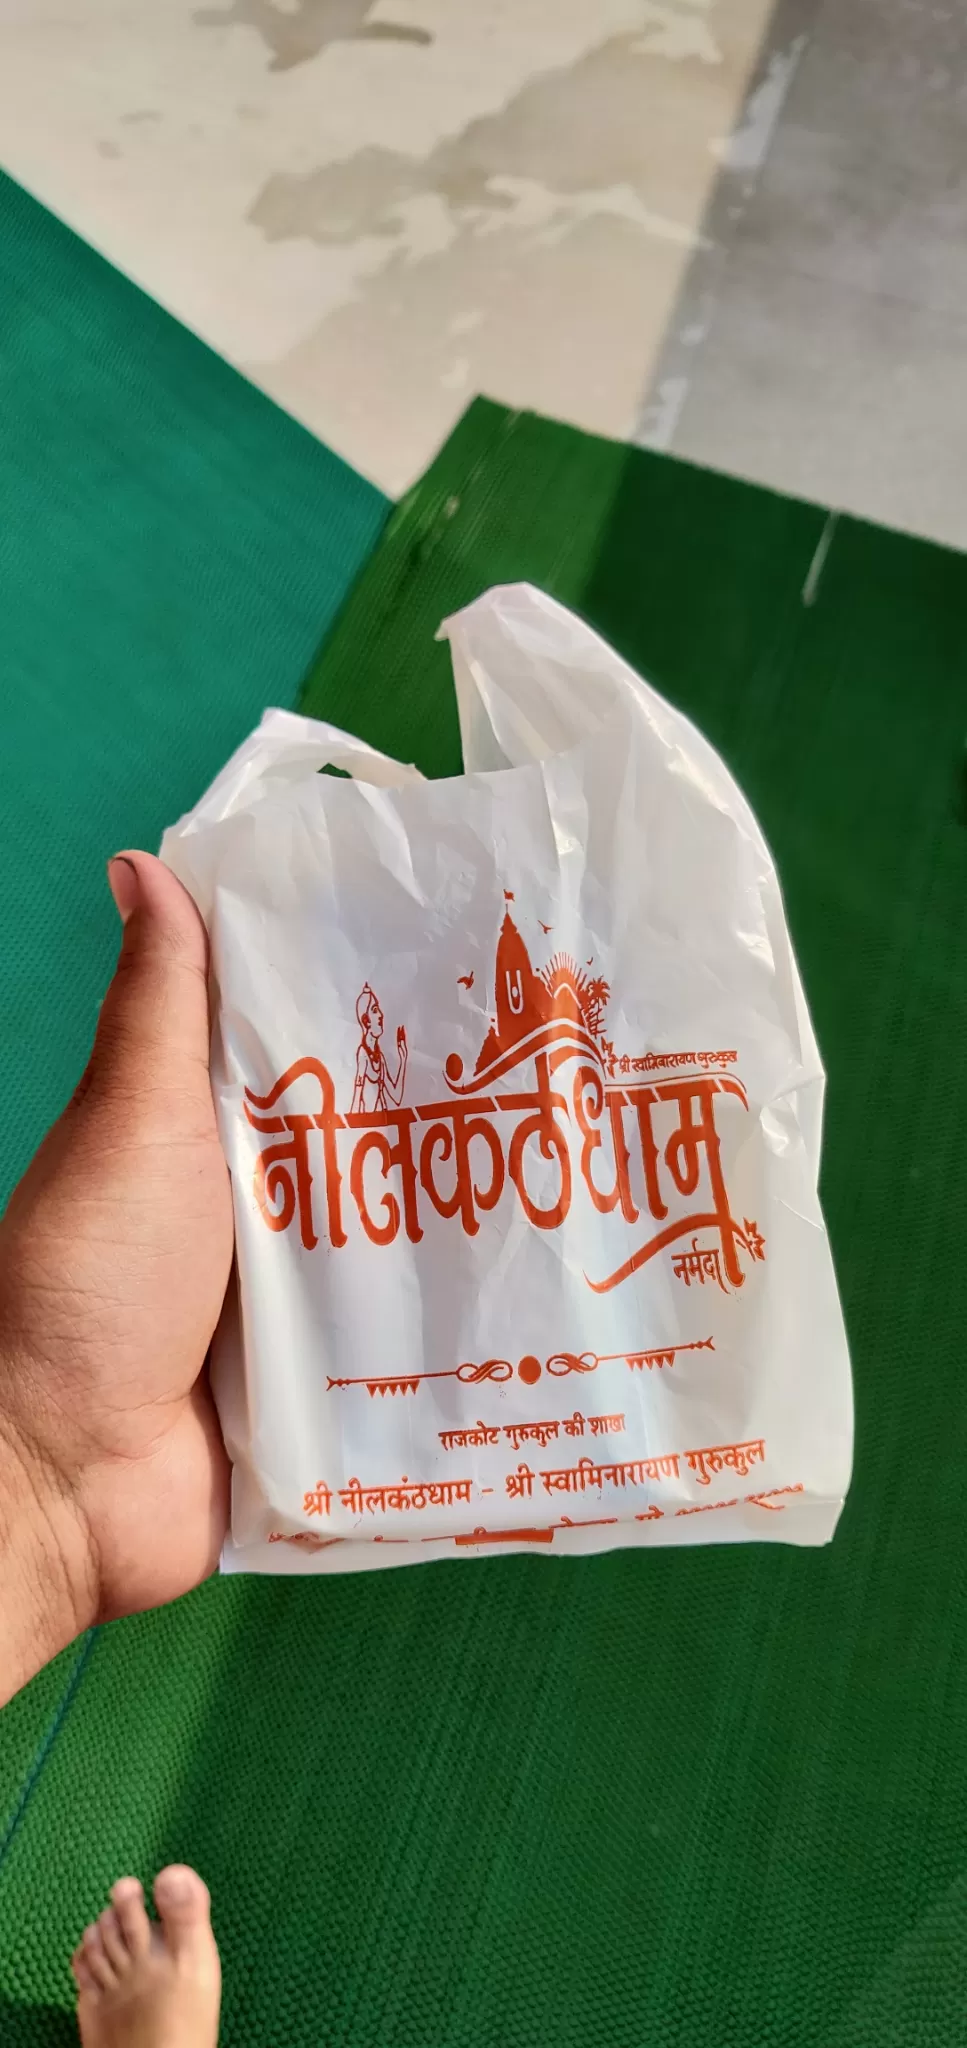 श्री स्वामिनारायण गुरुकुल
नीलकंठधाम
नर्मदा
राजकोट गुरुकुल की शाखा
श्री नीलकंठधाम - श्री स्वामिनारायण गुरुकुल